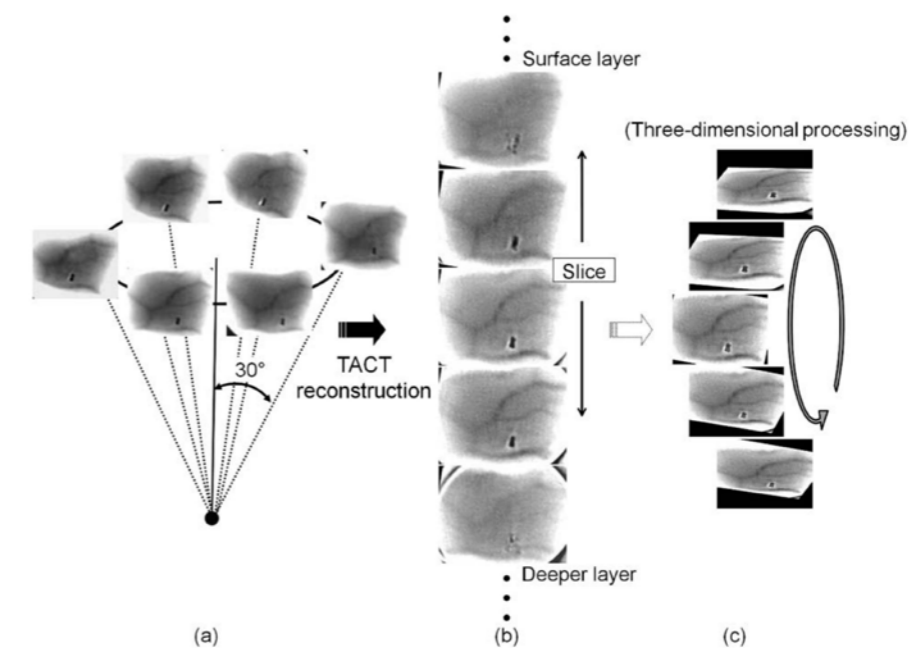 Surface layer
(Three-dimensional processing)
Slice
30°
TACT
reconstruction
Deeper layer
(a)
(b)
(c)